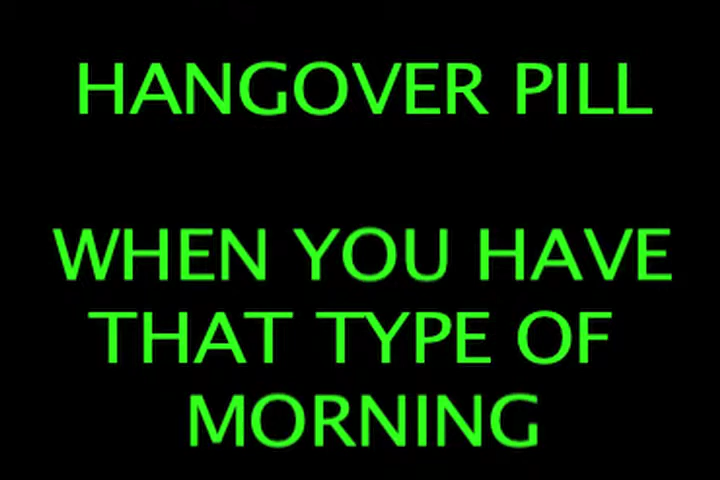 HANGOVER PILL
WHEN YOU HAVE
THAT TYPE OF
MORNING